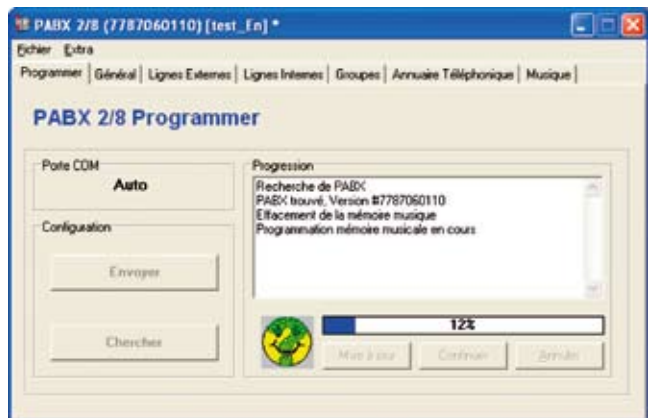 PABX 2/8 (7787060110) [test_En] *
Fichier Extra
Programmer Général Lignes Externes Lignes Internes Groupes Annuaire Téléphonique Musique
PABX 2/8 Programmer
Porte COM
Auto
Configuration
Envoyer
Chercher
Progression
Recherche de PABX
PABX trouvé, Version #7787060110
Effacement de la mémoire musique
Programmation mémoire musicale en cours
12%
Mise à jour Continuer Annuler